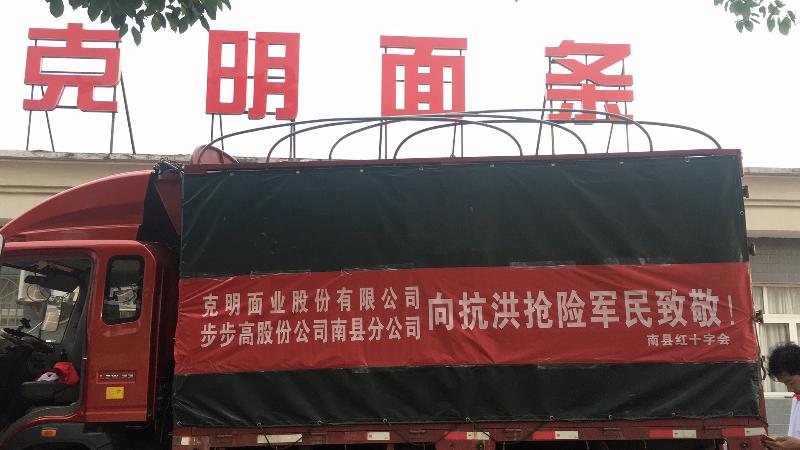 克明面条
克明面业股份有限公司
步步高股份公司南县分公司
向抗洪抢险军民致敬！
南县红十字会